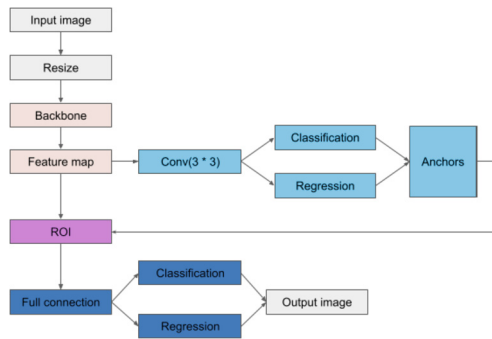 Input image
Resize
Backbone
Feature map
Conv(3 * 3)
Classification
Regression
Anchors
ROI
Full connection
Classification
Regression
Output image